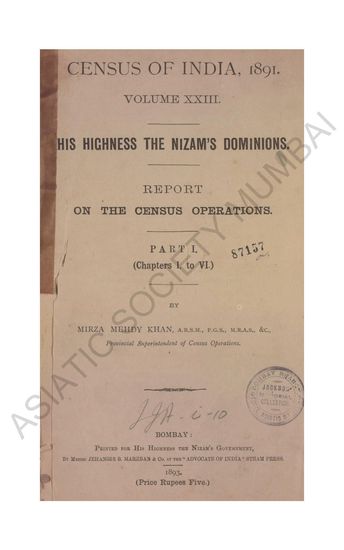 CENSUS OF INDIA, 1891.
VOLUME XXIII.
HIS HIGHNESS THE NIZAM'S DOMINIONS.
REPORT
ON THE CENSUS OPERATIONS.
PART I.
(Chapters I. to VI.)
87157
BY
MIRZA MEHDY KHAN, A.R.S.M., F.G.S., M.R.A.S., &C.,
Provincial Superintendent of Census Operations.
BOMBAY:
PRINTED FOR HIS HIGHNESS THE NIZAM'S GOVERNMENT,
BY MESSRS JEHANGIR B. MARZBAN & Co. AT THE "ADVOCATE OF INDIA" STEAM PRESS.
1893.
(Price Rupees Five.)
ASIATIC SOCIETY MUMBAI